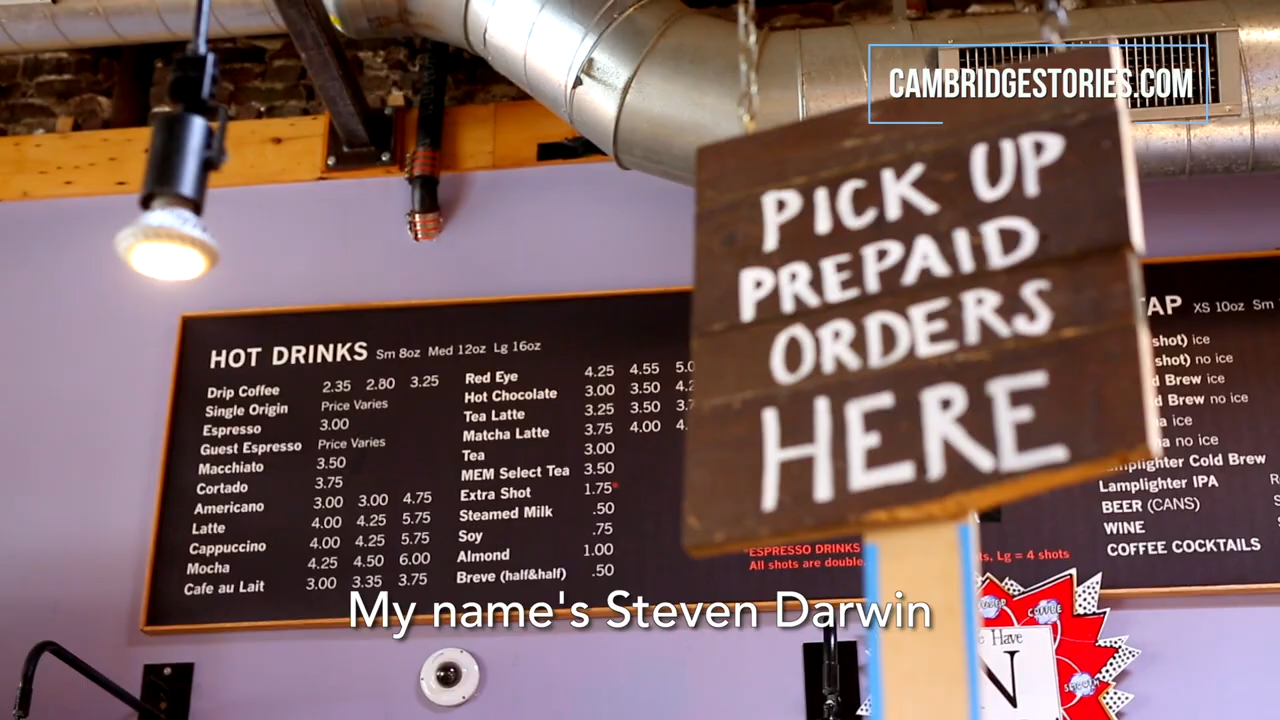 CAMBRIDGESTORIES.COM
PICK UP
PREPAID
ORDERS
HERE
HOT DRINKS Sm 8oz Med 12oz Lg 16oz
Drip Coffee 2.35 2.80 3.25
Single Origin Price Varies
Espresso 3.00
Guest Espresso Price Varies
Macchiato 3.50
Cortado 3.75
Americano 3.00 3.00 4.75
Latte 4.00 4.25 5.75
Cappuccino 4.00 4.25 5.75
Mocha 4.25 4.50 6.00
Cafe au Lait 3.00 3.35 3.75
Red Eye 4.25 4.55
Hot Chocolate 3.00 3.50
Tea Latte 3.25 3.50
Matcha Latte 3.75 4.00
Tea 3.00
MEM Select Tea 3.50
Extra Shot 1.75*
Steamed Milk .50
Soy .75
Almond 1.00
Breve (half&half) .50
*ESPRESSO DRINKS
All shots are double.
Lg = 4 shots
XS 10oz Sm
shot) ice
shot) no ice
Brew ice
Brew no ice
ice
no ice
Cold Brew
Lamplighter IPA
BEER (CANS)
WINE
COFFEE COCKTAILS
Have
N
COFFEE
My name's Steven Darwin